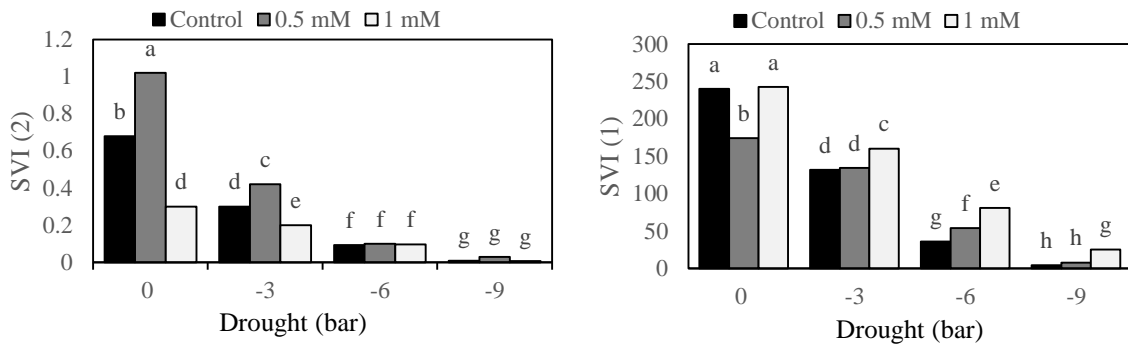 Control 0.5 mM 1 mM
1.2
1
0.8
0.6
0.4
0.2
0
SVI (2)
b a d
d c e
f f f
g g g
0 -3 -6 -9
Drought (bar)
Control 0.5 mM 1 mM
300
250
200
150
100
50
0
SVI (1)
a b a
d d c
g f e
h h g
0 -3 -6 -9
Drought (bar)